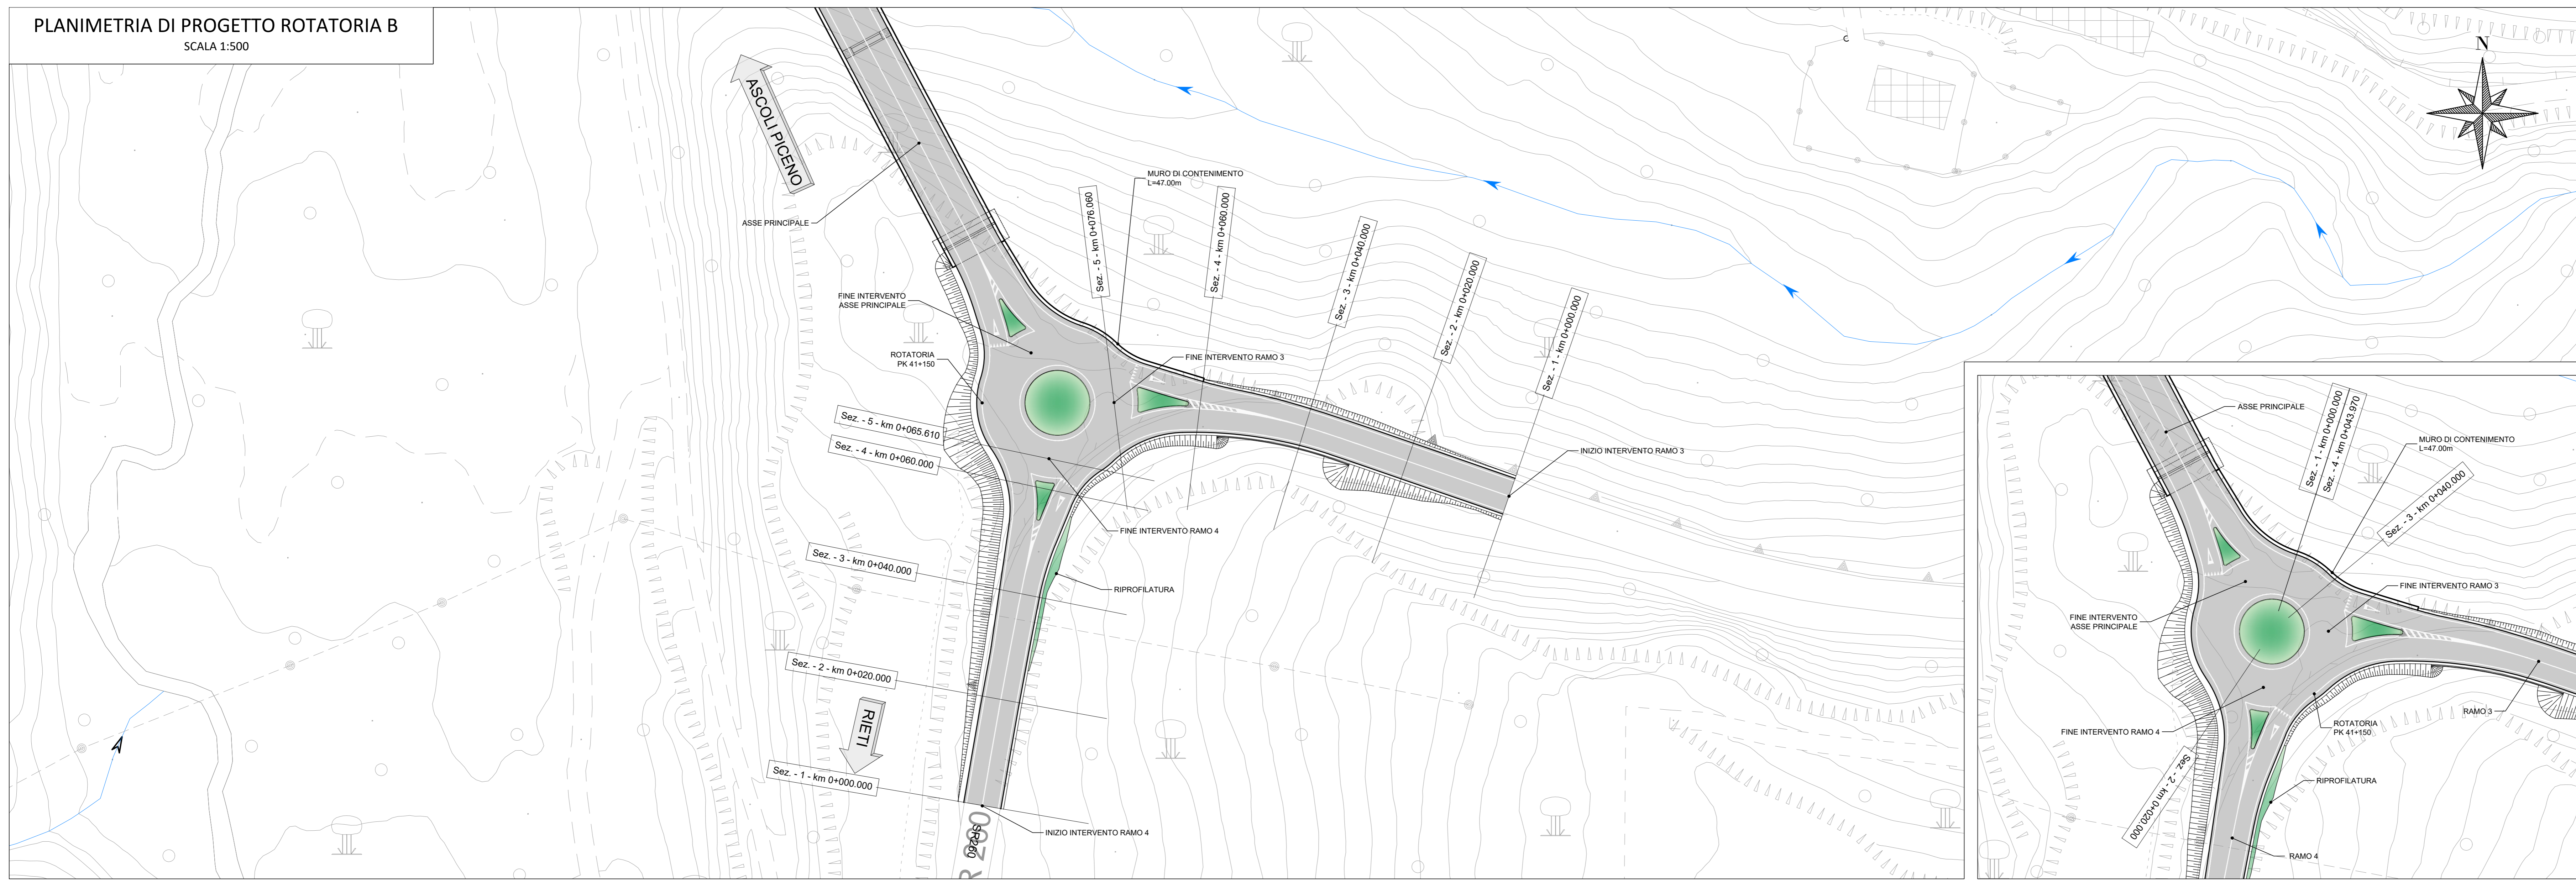 PLANIMETRIA DI PROGETTO ROTATORIA B
SCALA 1:500
N
C
ASCOLI PICENO
ASSE PRINCIPALE
MURO DI CONTENIMENTO
L=47.00m
Sez. - 5 - km 0+076.060
Sez. - 4 - km 0+060.000
Sez. - 3 - km 0+040.000
Sez. - 2 - km 0+020.000
Sez. - 1 - km 0+000.000
FINE INTERVENTO
ASSE PRINCIPALE
ROTATORIA
PK 41+150
FINE INTERVENTO RAMO 3
Sez. - 5 - km 0+065.610
Sez. - 4 - km 0+060.000
INIZIO INTERVENTO RAMO 3
FINE INTERVENTO RAMO 4
Sez. - 3 - km 0+040.000
RIPROFILATURA
Sez. - 2 - km 0+020.000
RIETI
Sez. - 1 - km 0+000.000
INIZIO INTERVENTO RAMO 4
SR260
R 260
ASSE PRINCIPALE
Sez. - 1 - km 0+000.000
Sez. - 4 - km 0+043.970
MURO DI CONTENIMENTO
L=47.00m
Sez. - 3 - km 0+040.000
FINE INTERVENTO RAMO 3
FINE INTERVENTO
ASSE PRINCIPALE
RAMO 3
FINE INTERVENTO RAMO 4
ROTATORIA
PK 41+150
Sez. - 2 - km 0+020.000
RIPROFILATURA
RAMO 4